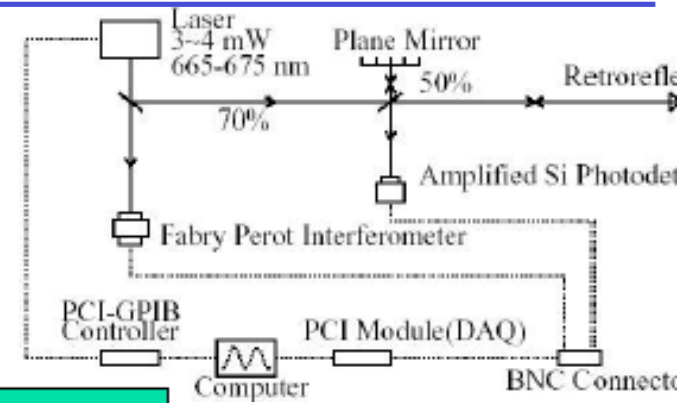 Laser
3~4 mW
665-675 nm
Plane Mirror
50%
Retrorefle
70%
Amplified Si Photodet
Fabry Perot Interferometer
PCI-GPIB
Controller
PCI Module(DAQ)
Computer
BNC Connecto